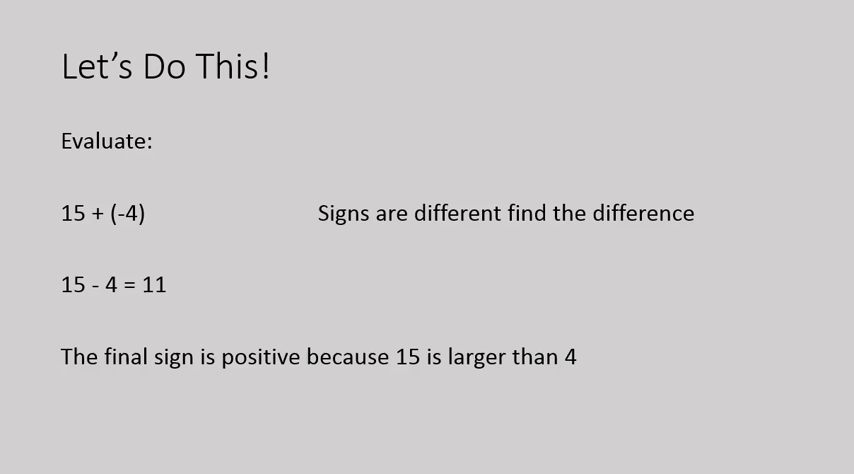 Let’s Do This!
Evaluate:
15 + (-4) Signs are different find the difference
15 - 4 = 11
The final sign is positive because 15 is larger than 4